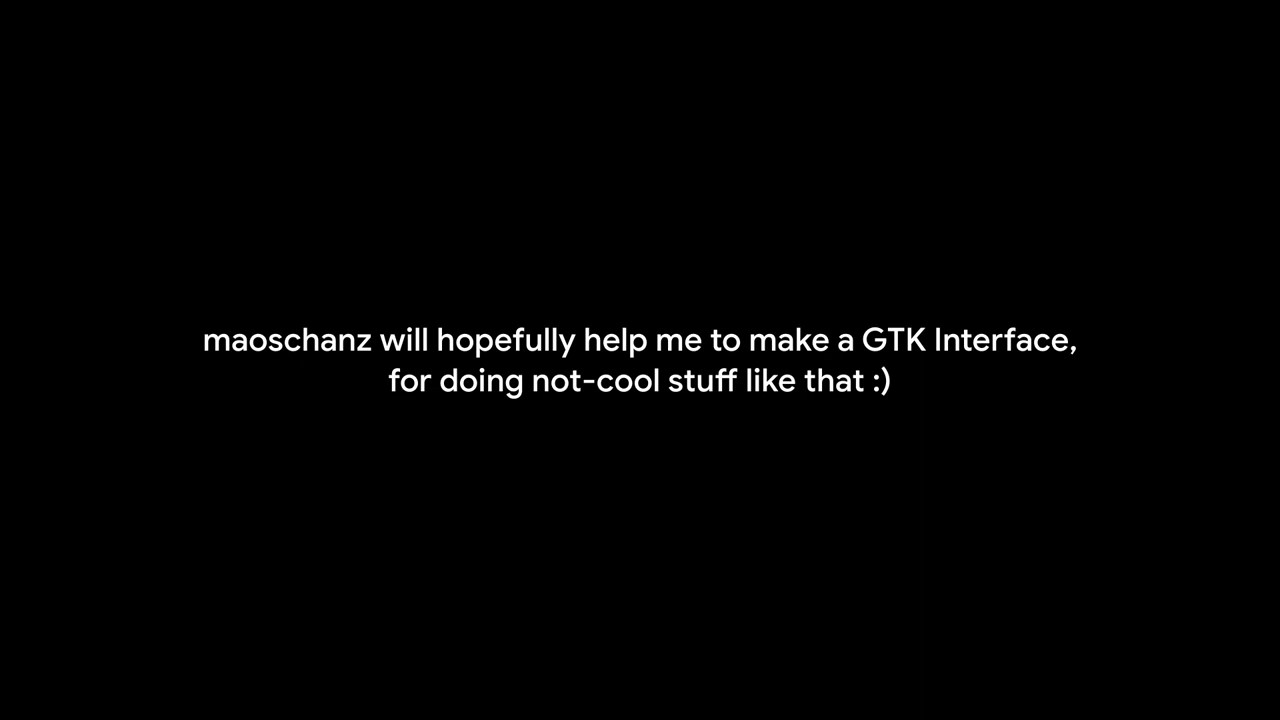 maoschanz will hopefully help me to make a GTK Interface,
for doing not-cool stuff like that :)